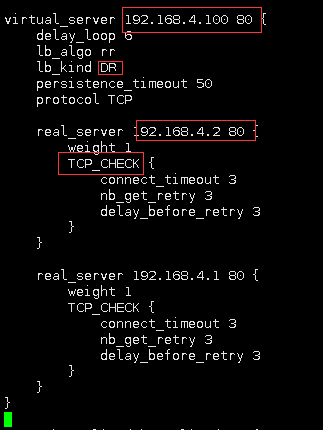 virtual_server 192.168.4.100 80 {
    delay_loop 6
    lb_algo rr
    lb_kind DR
    persistence_timeout 50
    protocol TCP
    real_server 192.168.4.2 80 {
        weight 1
        TCP_CHECK {
            connect_timeout 3
            nb_get_retry 3
            delay_before_retry 3
        }
    }
    real_server 192.168.4.1 80 {
        weight 1
        TCP_CHECK {
            connect_timeout 3
            nb_get_retry 3
            delay_before_retry 3
        }
    }
}